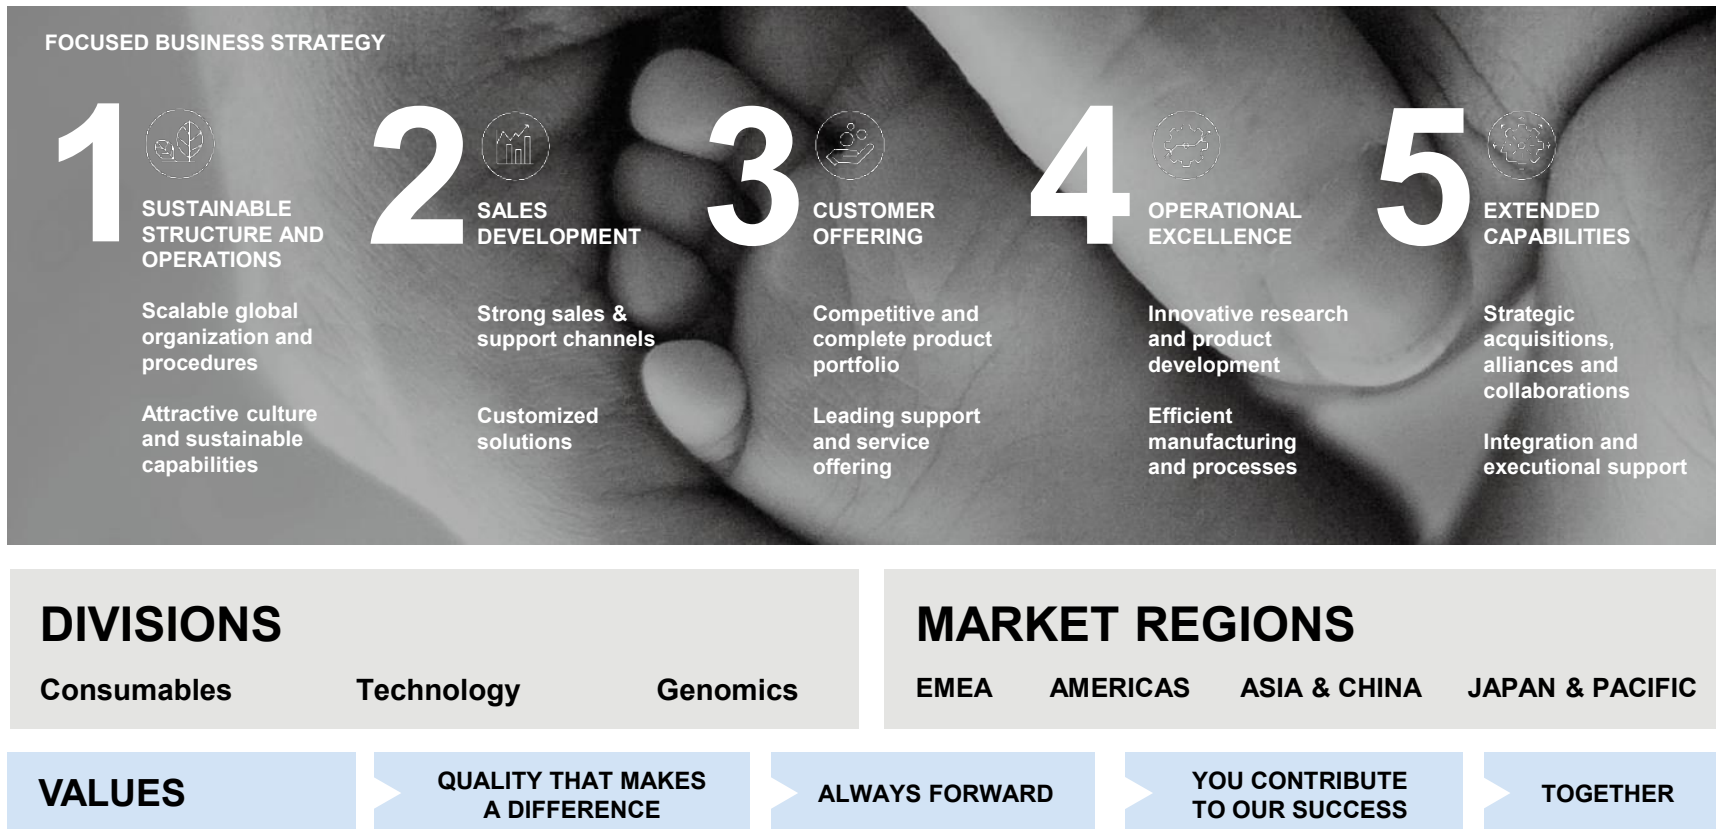 FOCUSED BUSINESS STRATEGY
1
SUSTAINABLE
STRUCTURE AND
OPERATIONS
Scalable global
organization and
procedures
Attractive culture
and sustainable
capabilities
2
SALES
DEVELOPMENT
Strong sales &
support channels
Customized
solutions
3
CUSTOMER
OFFERING
Competitive and
complete product
portfolio
Leading support
and service
offering
4
OPERATIONAL
EXCELLENCE
Innovative research
and product
development
Efficient
manufacturing
and processes
5
EXTENDED
CAPABILITIES
Strategic
acquisitions,
alliances and
collaborations
Integration and
executional support
DIVISIONS
Consumables Technology Genomics
MARKET REGIONS
EMEA AMERICAS ASIA & CHINA JAPAN & PACIFIC
VALUES
QUALITY THAT MAKES
A DIFFERENCE
ALWAYS FORWARD
YOU CONTRIBUTE
TO OUR SUCCESS
TOGETHER